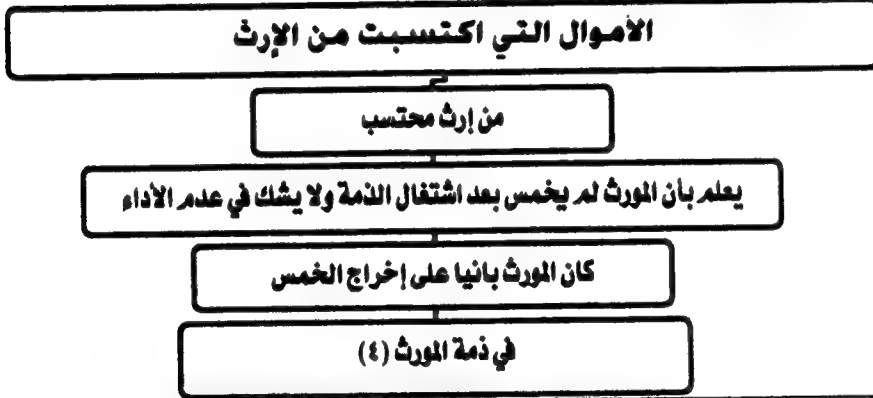 الأموال التي اكتسبت من الإرث
من إرث محتسب
يعلم بأن المورث لم يخمس بعد اشتغال الذمة ولا يشك في عدم الأداء
كان المورث بانيا على إخراج الخمس
في ذمة المورث (٤)